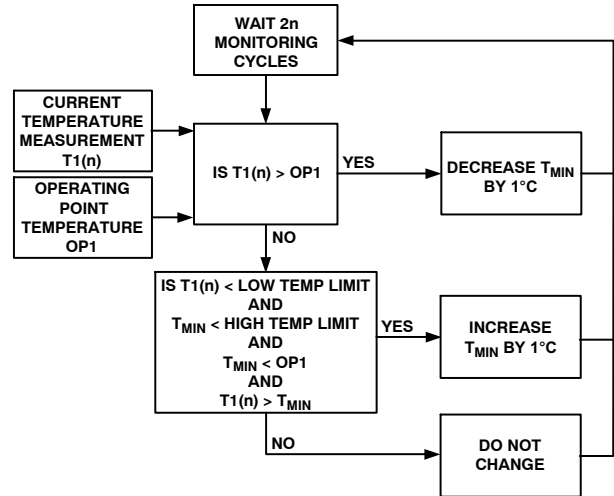 WAIT 2n
MONITORING
CYCLES
CURRENT
TEMPERATURE
MEASUREMENT
T1(n)
OPERATING
POINT
TEMPERATURE
OP1
IS T1(n) > OP1
YES
DECREASE TMIN
BY 1°C
NO
IS T1(n) < LOW TEMP LIMIT
AND
TMIN < HIGH TEMP LIMIT
AND
TMIN < OP1
AND
T1(n) > TMIN
YES
INCREASE
TMIN BY 1°C
NO
DO NOT
CHANGE